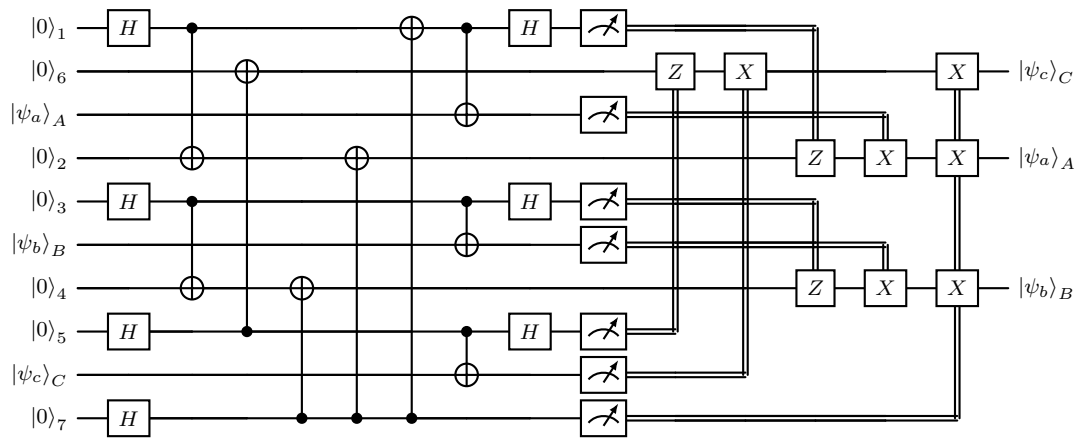 |0⟩₁ H H
|0⟩₆ Z X X |ψc⟩C
|ψa⟩A
|0⟩₂ Z X X |ψa⟩A
|0⟩₃ H H
|ψb⟩B
|0⟩₄ Z X X |ψb⟩B
|0⟩₅ H H
|ψc⟩C
|0⟩₇ H